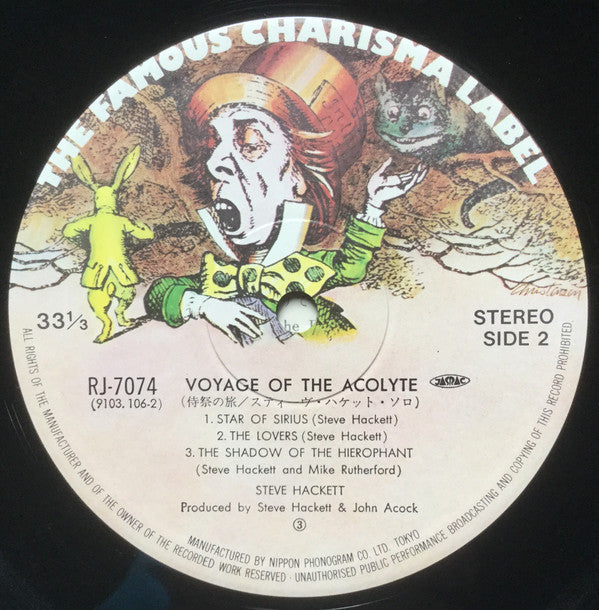 THE FAMOUS CHARISMA LABEL
33⅓
STEREO
SIDE 2
RJ-7074
(9103, 106-2)
VOYAGE OF THE ACOLYTE
JASRAC
(侍祭の旅/スティーヴ・ハケット・ソロ)
1. STAR OF SIRIUS (Steve Hackett)
2. THE LOVERS (Steve Hackett)
3. THE SHADOW OF THE HIEROPHANT
(Steve Hackett and Mike Rutherford)
STEVE HACKETT
Produced by Steve Hackett & John Acock
③
ALL RIGHTS OF THE MANUFACTURER AND OF THE OWNER OF THE RECORDED WORK RESERVED · UNAUTHORISED PUBLIC PERFORMANCE BROADCASTING AND COPYING OF THIS RECORD PROHIBITED
MANUFACTURED BY NIPPON PHONOGRAM CO. LTD. TOKYO